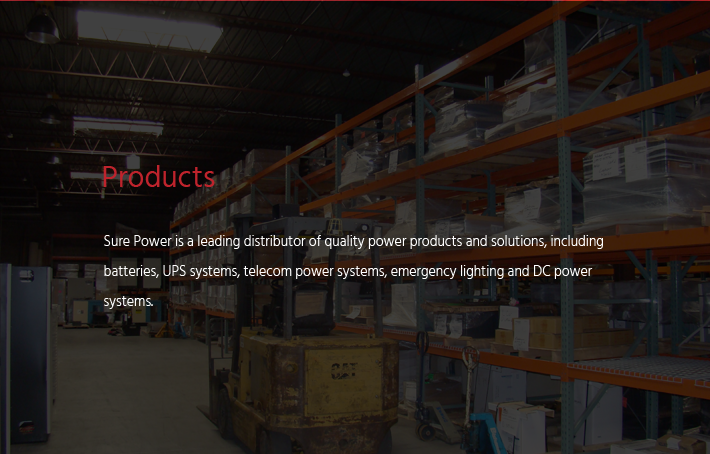 Products
Sure Power is a leading distributor of quality power products and solutions, including
batteries, UPS systems, telecom power systems, emergency lighting and DC power
systems.
CAT